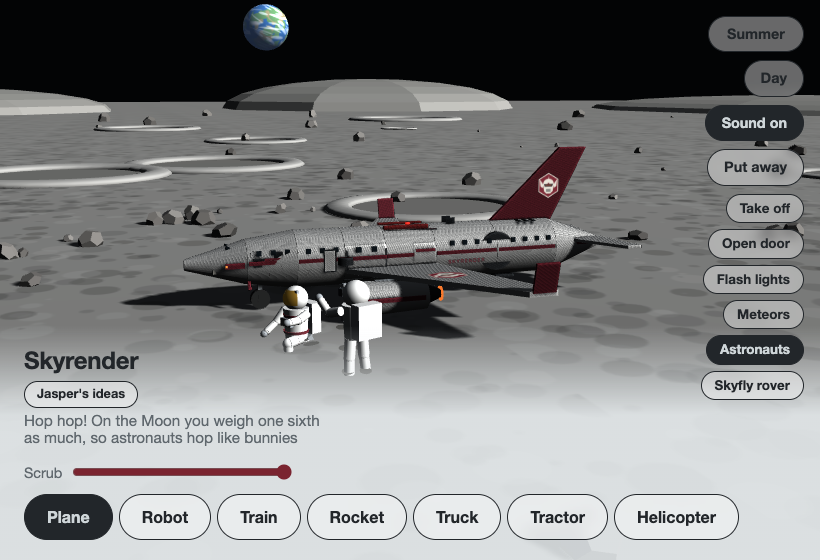 Summer
Day
Sound on
Put away
Take off
Open door
Flash lights
Meteors
Astronauts
Skyfly rover
Skyrender
Jasper's ideas
Hop hop! On the Moon you weigh one sixth
as much, so astronauts hop like bunnies
Scrub
Plane
Robot
Train
Rocket
Truck
Tractor
Helicopter